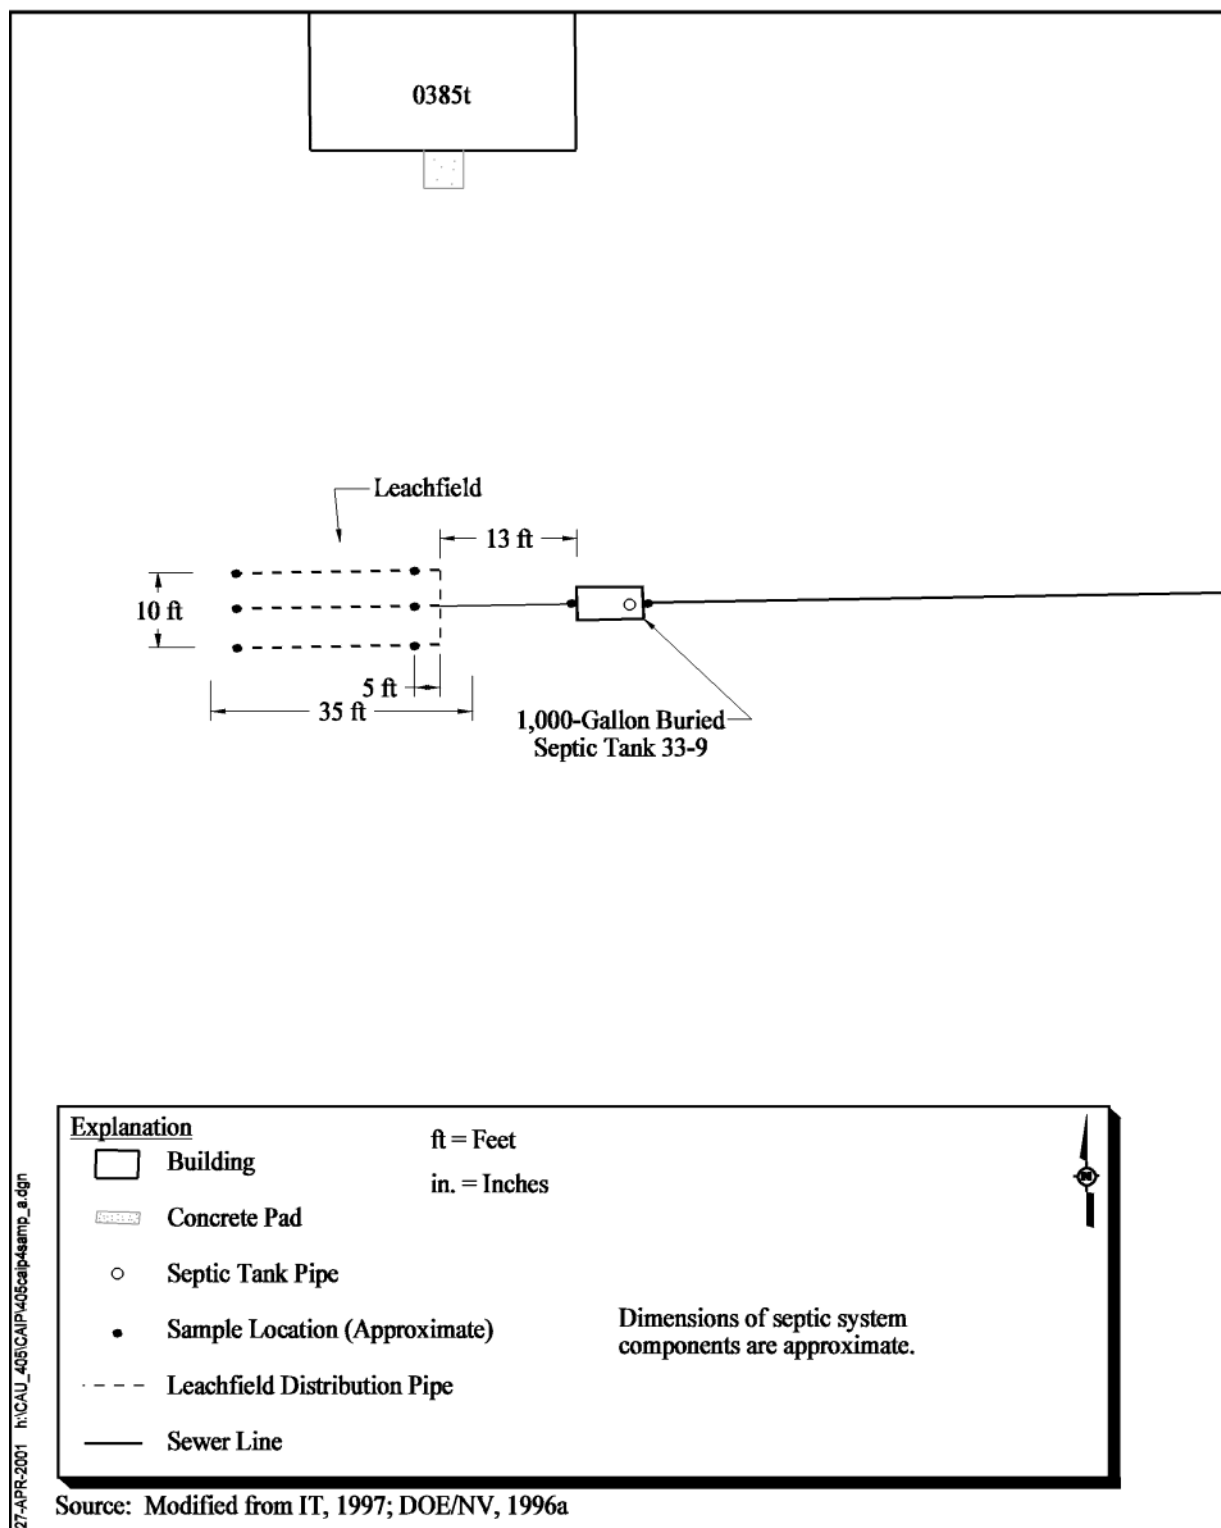 0385t
Leachfield
13 ft
10 ft
5 ft
35 ft
1,000-Gallon Buried
Septic Tank 33-9
Explanation
Building
Concrete Pad
Septic Tank Pipe
Sample Location (Approximate)
Leachfield Distribution Pipe
Sewer Line
ft = Feet
in. = Inches
N
Dimensions of septic system
components are approximate.
27-APR-2001 h:\CAU_405\CAIP\405caip4samp_a.dgn
Source: Modified from IT, 1997; DOE/NV, 1996a